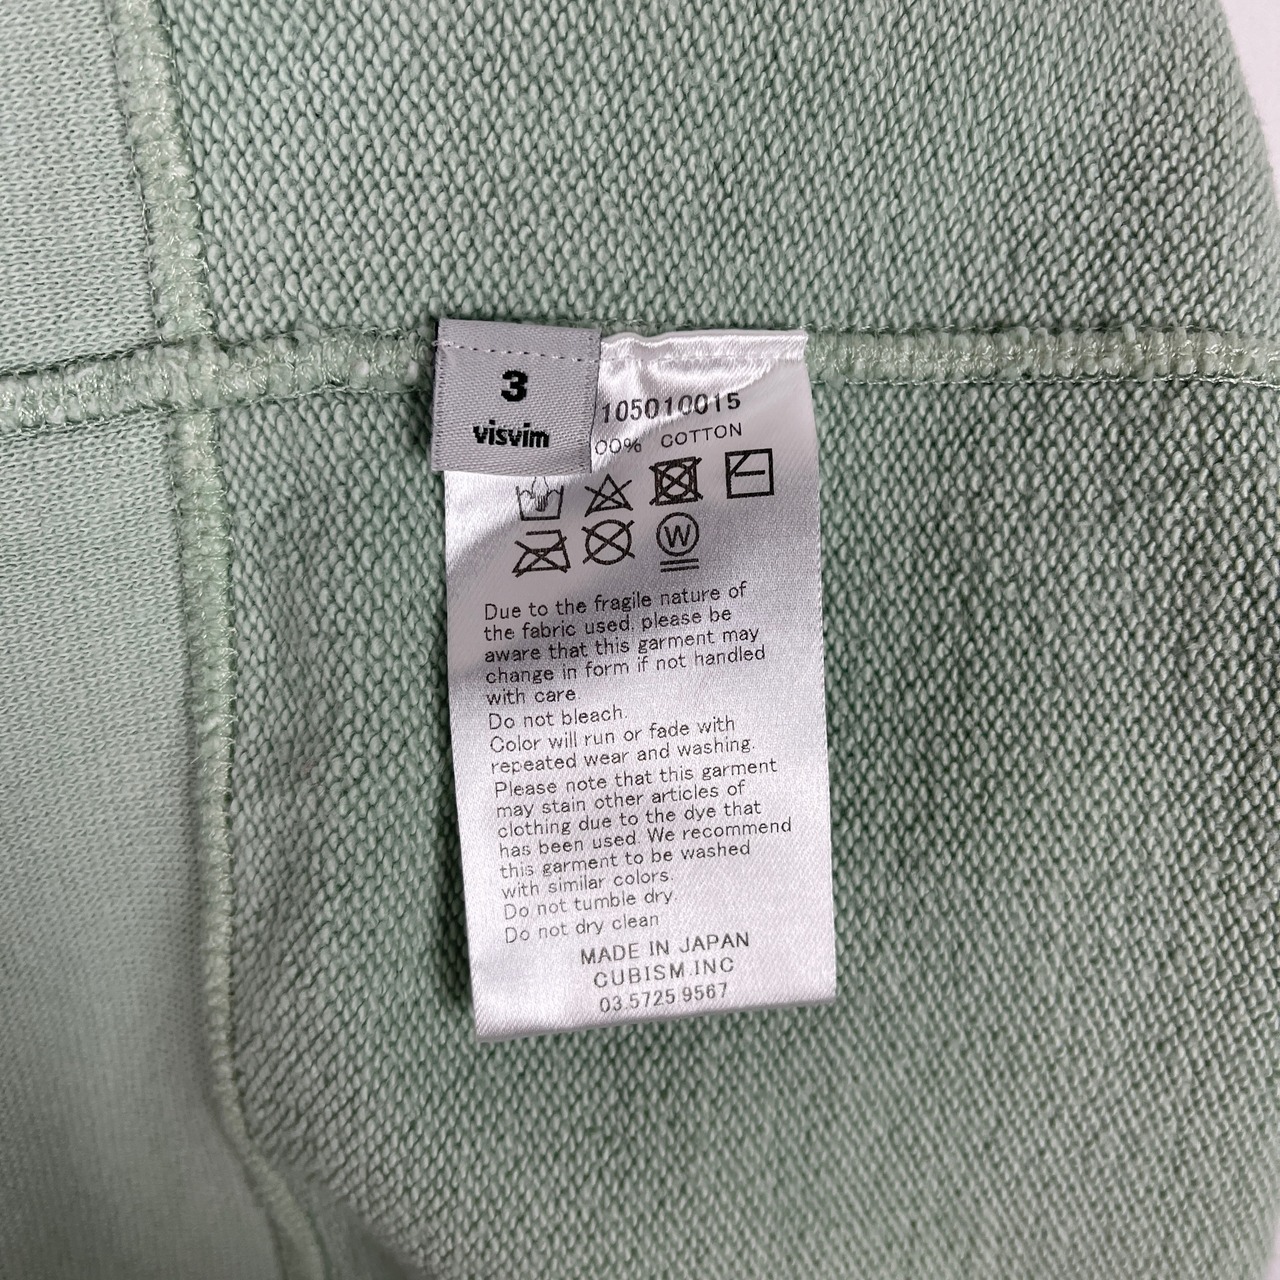 3
visvim
105010015
00% COTTON
W
Due to the fragile nature of
the fabric used, please be
aware that this garment may
change in form if not handled
with care
Do not bleach.
Color will run or fade with
repeated wear and washing.
Please note that this garment
may stain other articles of
clothing due to the dye that
has been used. We recommend
this garment to be washed
with similar colors.
Do not tumble dry.
Do not dry clean
MADE IN JAPAN
CUBISM.INC
03.5725.9567